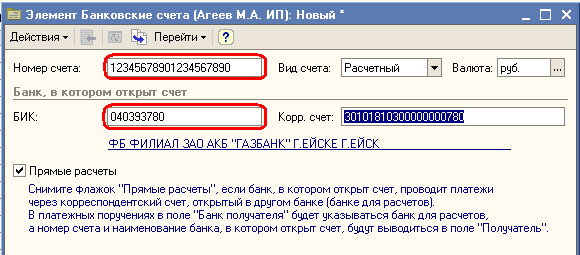 Элемент Банковские счета (Агеев М.А. ИП): Новый *
Действия Перейти ?
Номер счета: 12345678901234567890 Вид счета: Расчетный Валюта: руб. ...
Банк, в котором открыт счет
БИК: 040393780 Корр. счет: 30101810300000000780
ФБ ФИЛИАЛ ЗАО АКБ "ГАЗБАНК" Г.ЕЙСКЕ Г.ЕЙСК
Прямые расчеты
Снимите флажок "Прямые расчеты", если банк, в котором открыт счет, проводит платежи
через корреспондентский счет, открытый в другом банке (банке для расчетов).
В платежных поручениях в поле "Банк получателя" будет указываться банк для расчетов,
а номер счета и наименование банка, в котором открыт счет, будут выводиться в поле "Получатель".